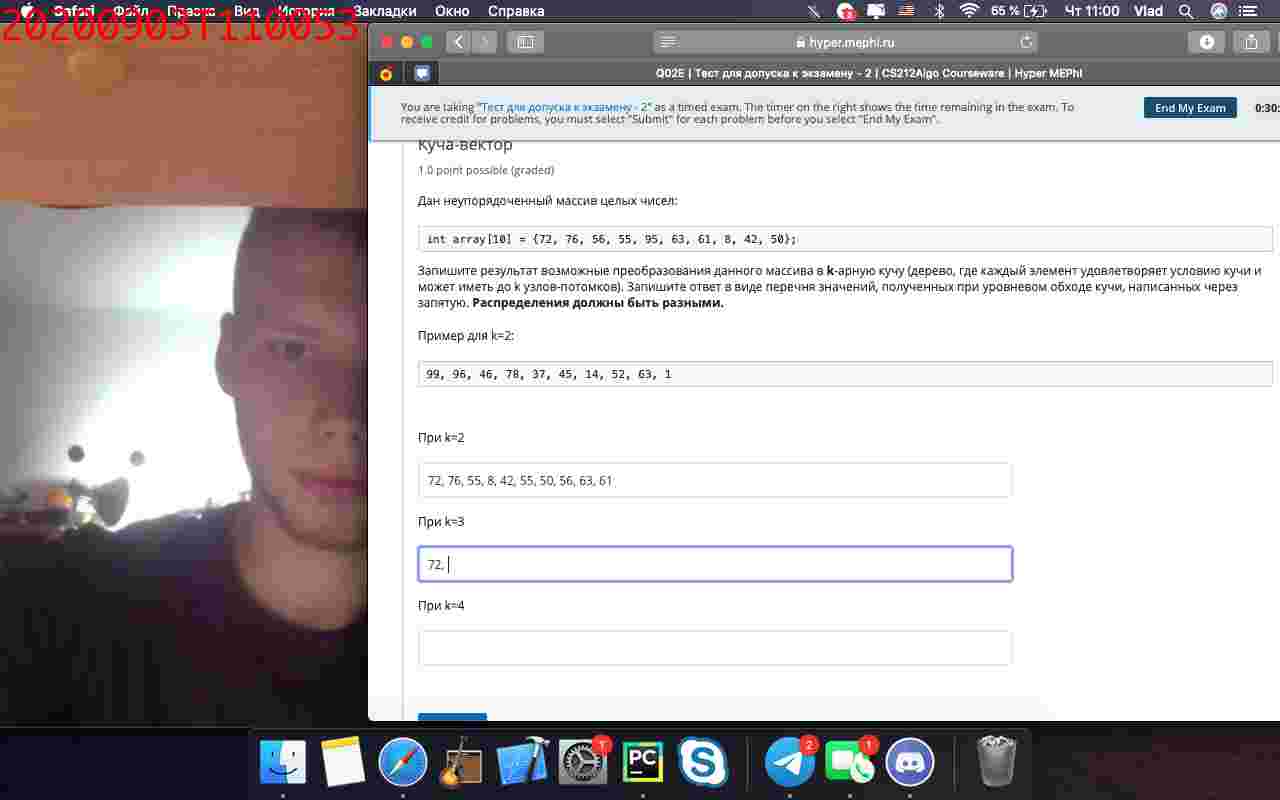 Safari Файл Правка Вид История Закладки Окно Справка 65 % Чт 11:00 Vlad
20200903T110053
hyper.mephi.ru
Q02E | Тест для допуска к экзамену - 2 | CS212Algo Courseware | Hyper MEPhI
You are taking "Тест для допуска к экзамену - 2" as a timed exam. The timer on the right shows the time remaining in the exam. To
receive credit for problems, you must select "Submit" for each problem before you select "End My Exam".
End My Exam
0:30:
Куча-вектор
1.0 point possible (graded)
Дан неупорядоченный массив целых чисел:
int array[10] = {72, 76, 56, 55, 95, 63, 61, 8, 42, 50};
Запишите результат возможные преобразования данного массива в k-арную кучу (дерево, где каждый элемент удовлетворяет условию кучи и
может иметь до k узлов-потомков). Запишите ответ в виде перечня значений, полученных при уровневом обходе кучи, написанных через
запятую. Распределения должны быть разными.
Пример для k=2:
99, 96, 46, 78, 37, 45, 14, 52, 63, 1
При k=2
72, 76, 55, 8, 42, 55, 50, 56, 63, 61
При k=3
72,
При k=4
1
PC
2
1